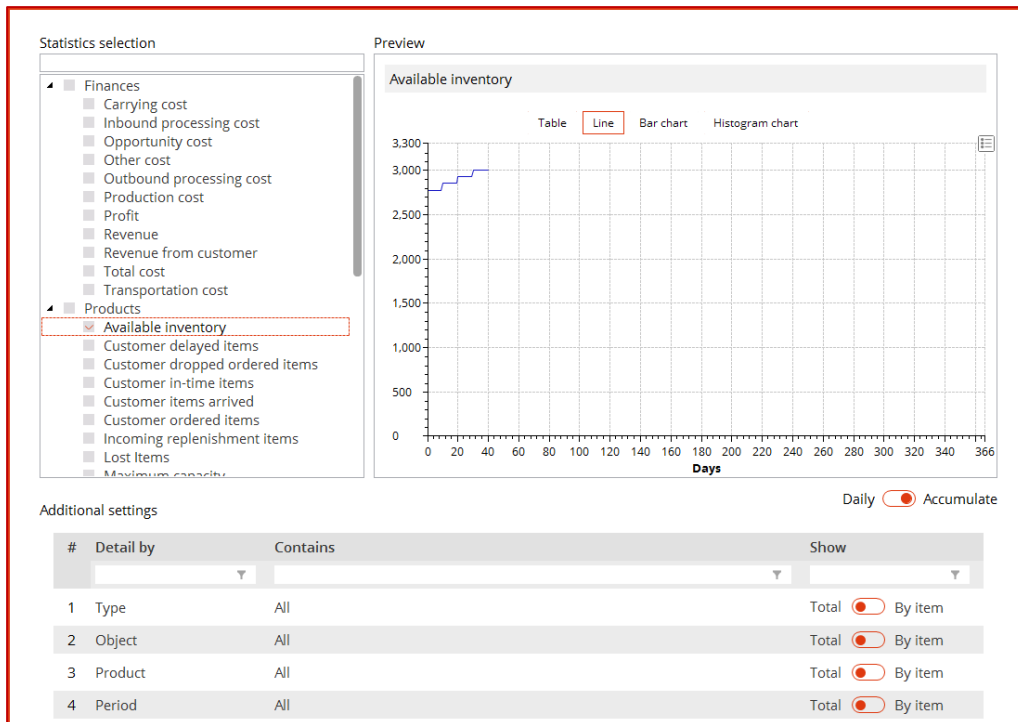 Statistics selection
Finances
Carrying cost
Inbound processing cost
Opportunity cost
Other cost
Outbound processing cost
Production cost
Profit
Revenue
Revenue from customer
Total cost
Transportation cost
Products
Available inventory
Customer delayed items
Customer dropped ordered items
Customer in-time items
Customer items arrived
Customer ordered items
Incoming replenishment items
Lost Items
Maximum capacity
Preview
Available inventory
Table Line Bar chart Histogram chart
3,300
3,000
2,500
2,000
1,500
1,000
500
0
0 20 40 60 80 100 120 140 160 180 200 220 240 260 280 300 320 340 366
Days
Daily Accumulate
Additional settings
# Detail by Contains Show
1 Type All Total By item
2 Object All Total By item
3 Product All Total By item
4 Period All Total By item